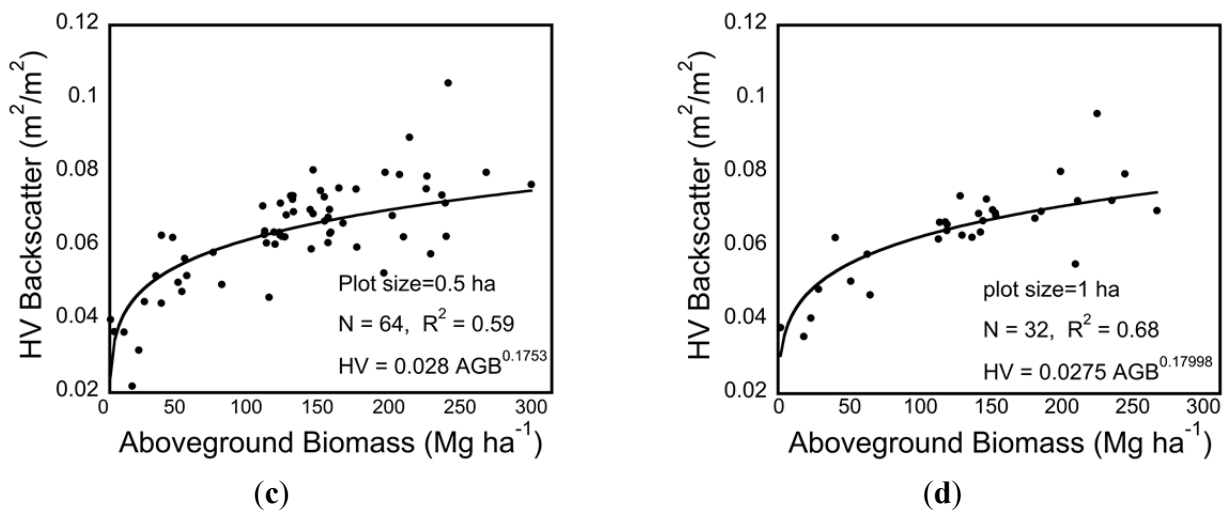 0.12
0.1
0.08
0.06
0.04
0.02
HV Backscatter (m²/m²)
Plot size=0.5 ha
N = 64, R² = 0.59
HV = 0.028 AGB^0.1753
0 50 100 150 200 250 300
Aboveground Biomass (Mg ha⁻¹)
(c)
0.12
0.1
0.08
0.06
0.04
0.02
HV Backscatter (m²/m²)
plot size=1 ha
N = 32, R² = 0.68
HV = 0.0275 AGB^0.17998
0 50 100 150 200 250 300
Aboveground Biomass (Mg ha⁻¹)
(d)